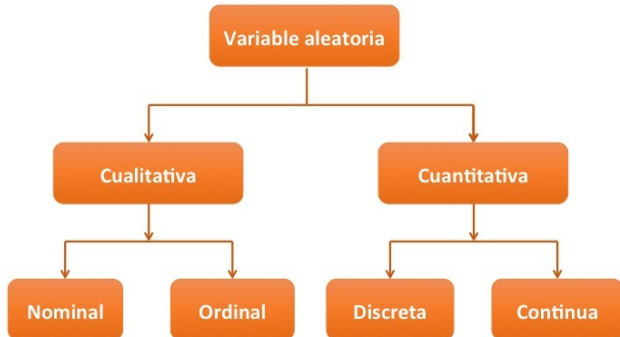 Variable aleatoria
Cualitativa
Cuantitativa
Nominal
Ordinal
Discreta
Continua